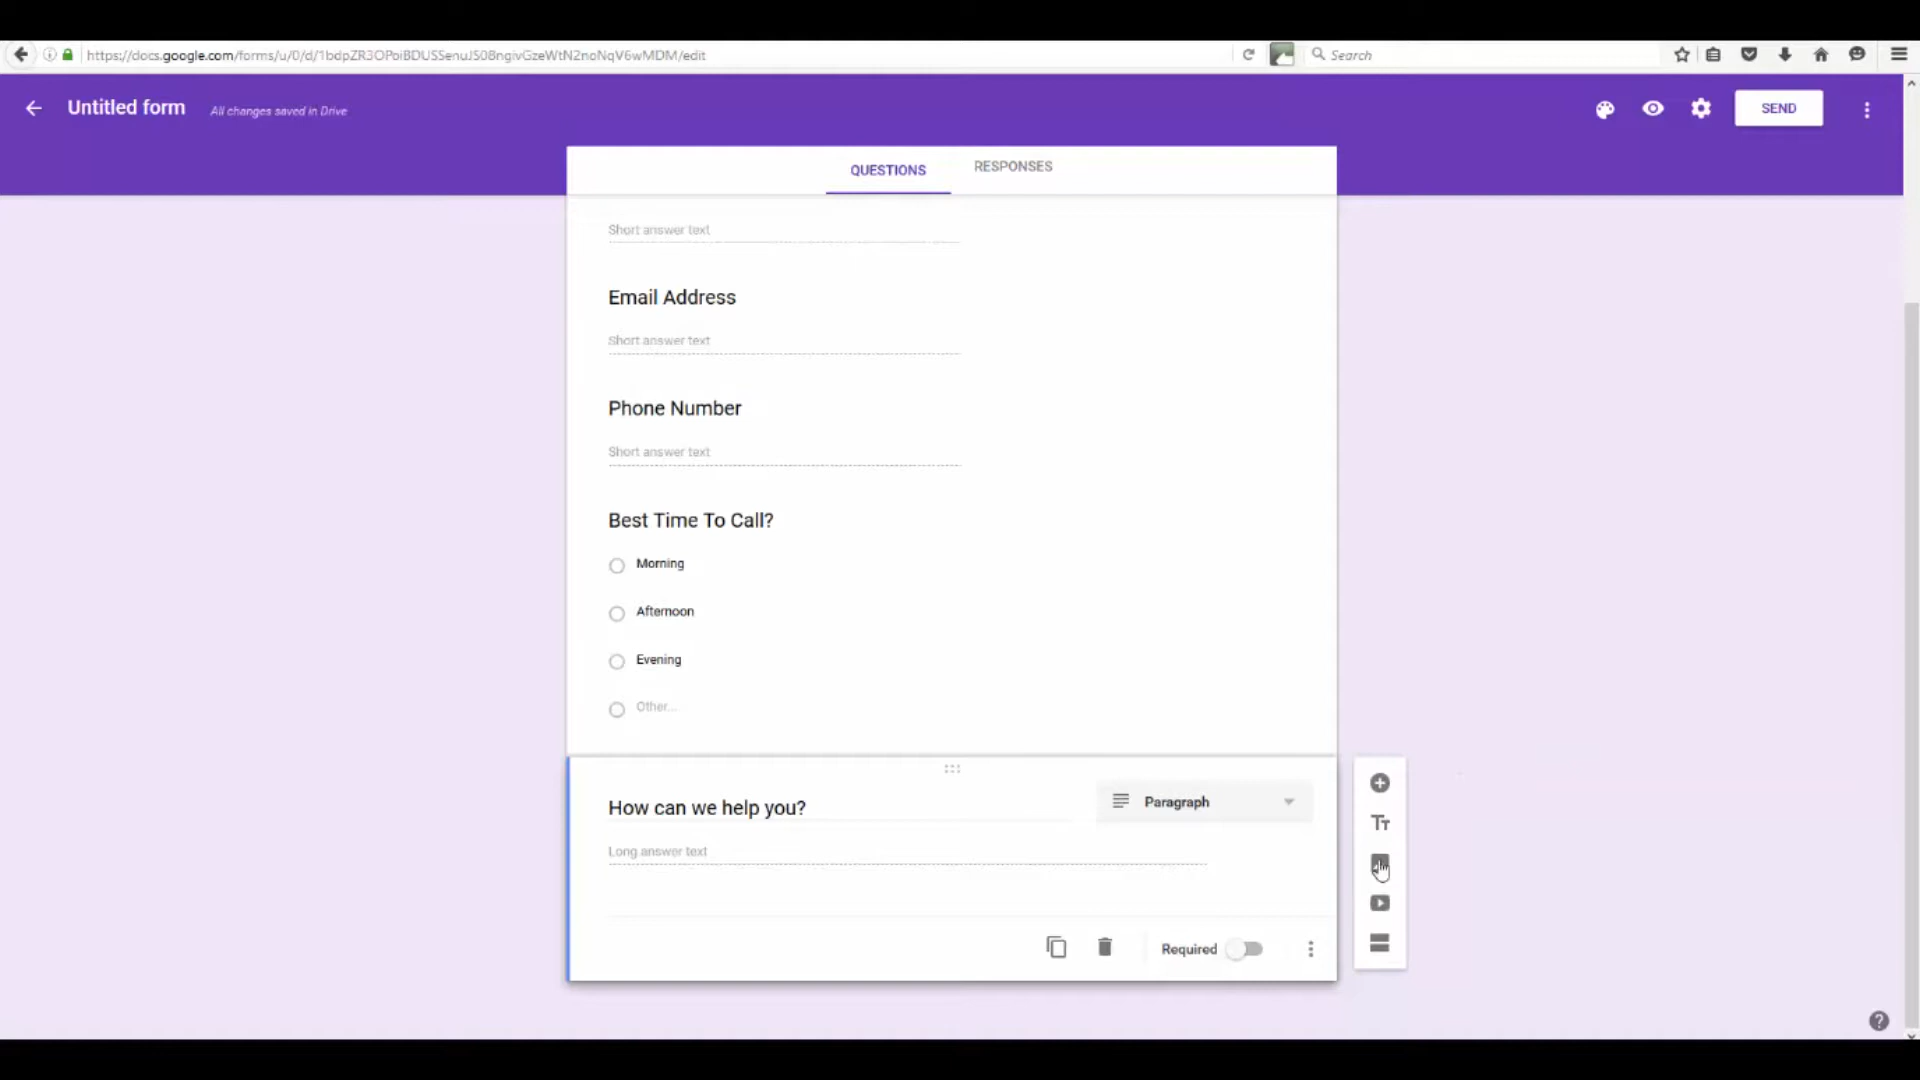 https://docs.google.com/forms/u/0/d/1bdpZR3OPoiBDUSSenuJS08ngivGzeWtN2noNqV6wMDM/edit
Search
Untitled form
All changes saved in Drive
SEND
QUESTIONS
RESPONSES
Short answer text
Email Address
Short answer text
Phone Number
Short answer text
Best Time To Call?
Morning
Afternoon
Evening
Other...
How can we help you?
Paragraph
Tт
Long answer text
Required